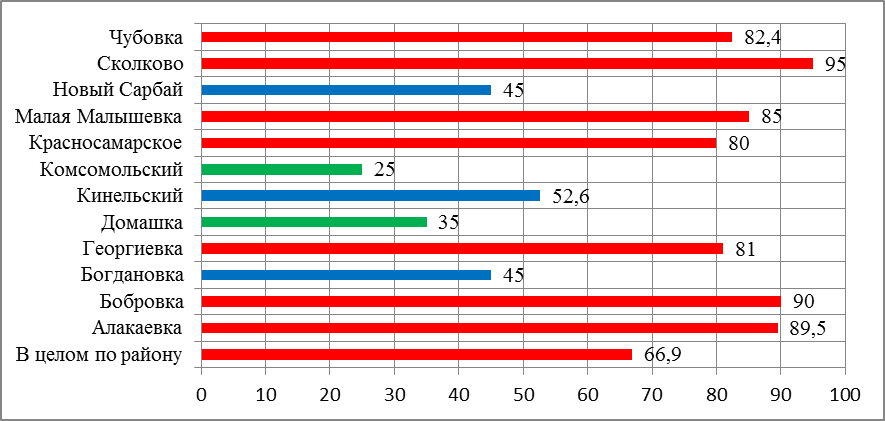 Чубовка 82,4
Сколково 95
Новый Сарбай 45
Малая Малышевка 85
Красносамарское 80
Комсомольский 25
Кинельский 52,6
Домашка 35
Георгиевка 81
Богдановка 45
Бобровка 90
Алакаевка 89,5
В целом по району 66,9
0 10 20 30 40 50 60 70 80 90 100